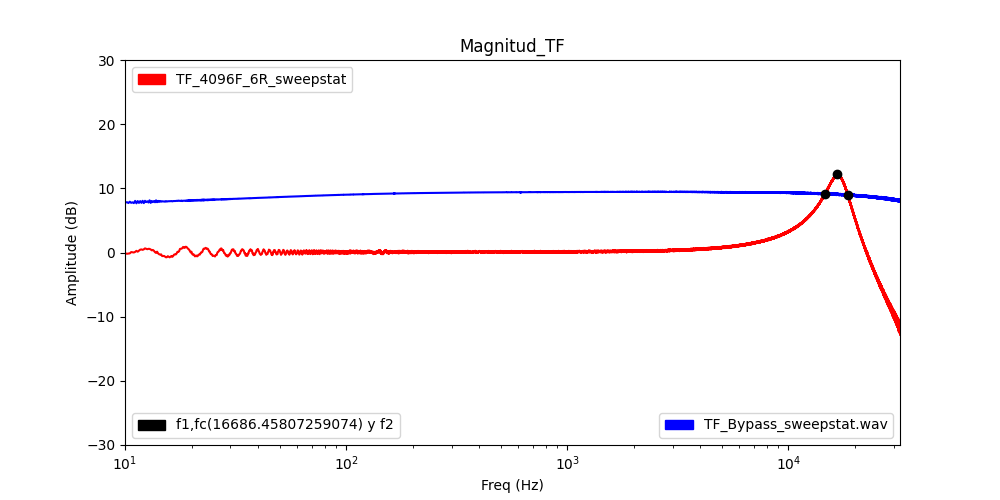 Magnitud_TF
30
TF_4096F_6R_sweepstat
20
10
0
−10
−20
−30
Amplitude (dB)
f1,fc(16686.45807259074) y f2
TF_Bypass_sweepstat.wav
10¹ 10² 10³ 10⁴
Freq (Hz)